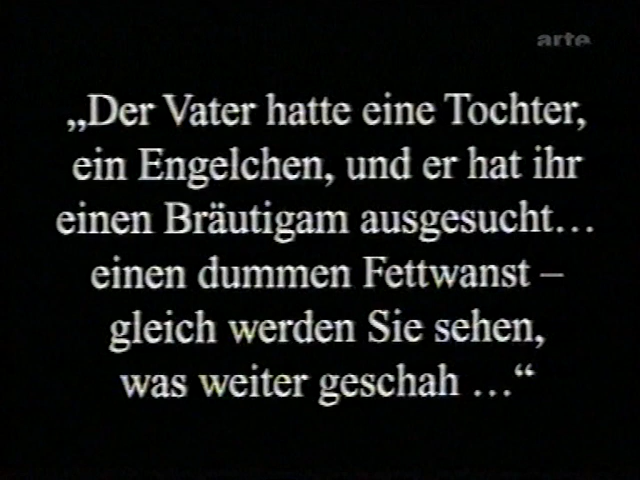 arte
„Der Vater hatte eine Tochter,
ein Engelchen, und er hat ihr
einen Bräutigam ausgesucht…
einen dummen Fettwanst –
gleich werden Sie sehen,
was weiter geschah …“